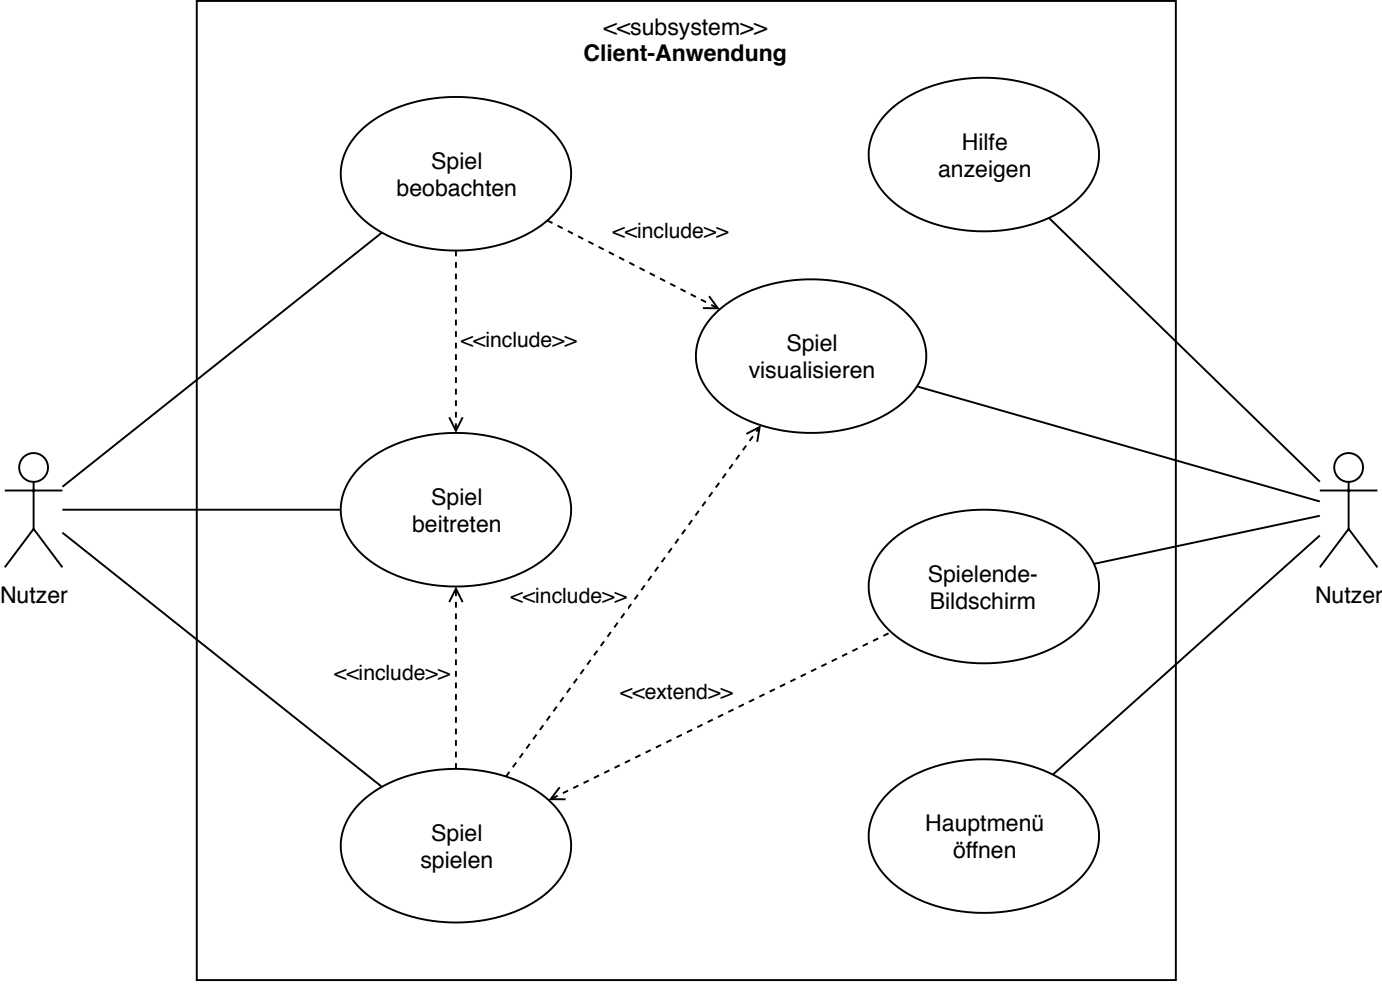 <<subsystem>>
Client-Anwendung
Spiel
beobachten
Hilfe
anzeigen
<<include>>
<<include>>
Spiel
visualisieren
Nutzer
Spiel
beitreten
<<include>>
Spielende-
Bildschirm
Nutzer
<<include>>
<<extend>>
Spiel
spielen
Hauptmenü
öffnen